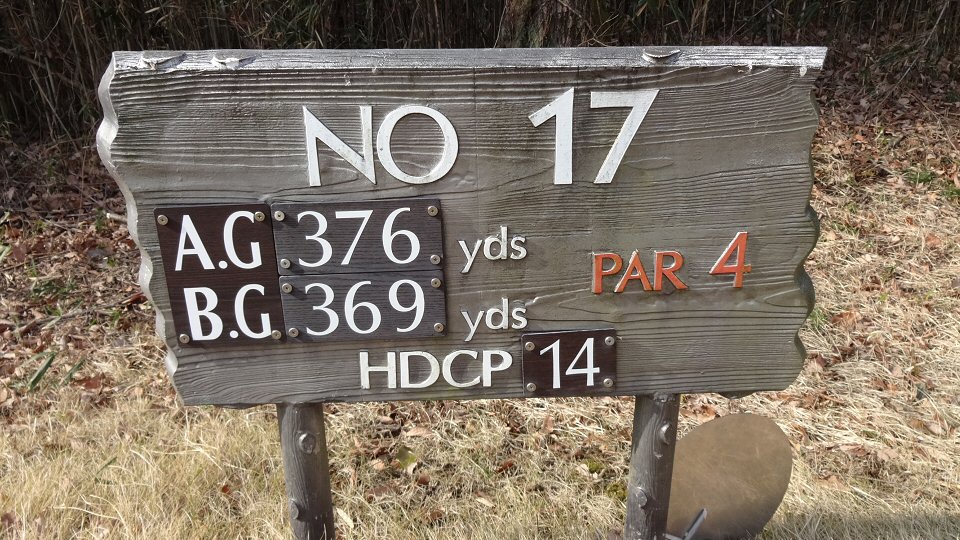 NO 17
A.G 376 yds
PAR 4
B.G 369 yds
HDCP 14